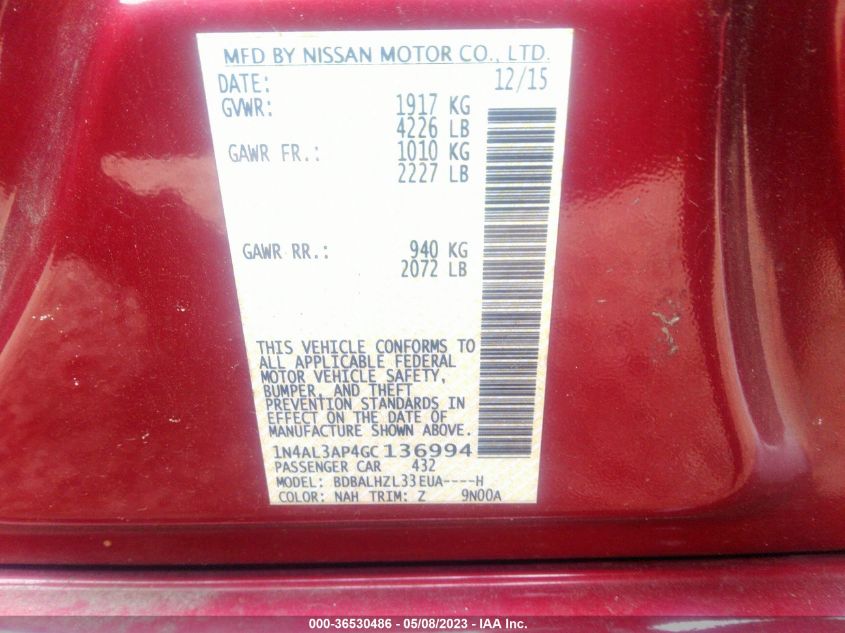 MFD BY NISSAN MOTOR CO., LTD.
DATE: 12/15
GVWR: 1917 KG
4226 LB
GAWR FR.: 1010 KG
2227 LB
GAWR RR.: 940 KG
2072 LB
THIS VEHICLE CONFORMS TO
ALL APPLICABLE FEDERAL
MOTOR VEHICLE SAFETY,
BUMPER, AND THEFT
PREVENTION STANDARDS IN
EFFECT ON THE DATE OF
MANUFACTURE SHOWN ABOVE.
1N4AL3AP4GC136994
PASSENGER CAR 432
MODEL: BDBALHZL33EUA----H
COLOR: NAH TRIM: Z 9N00A
000-36530486 - 05/08/2023 - IAA Inc.